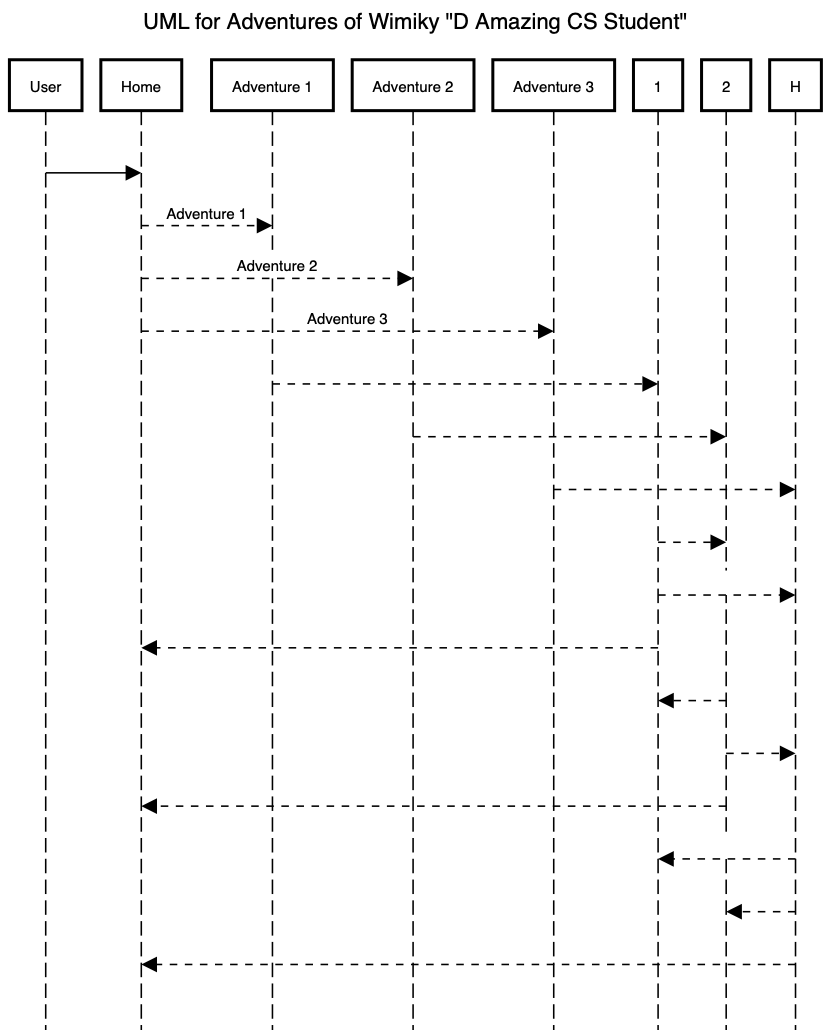 UML for Adventures of Wimiky "D Amazing CS Student"
User
Home
Adventure 1
Adventure 2
Adventure 3
1
2
H
Adventure 1
Adventure 2
Adventure 3